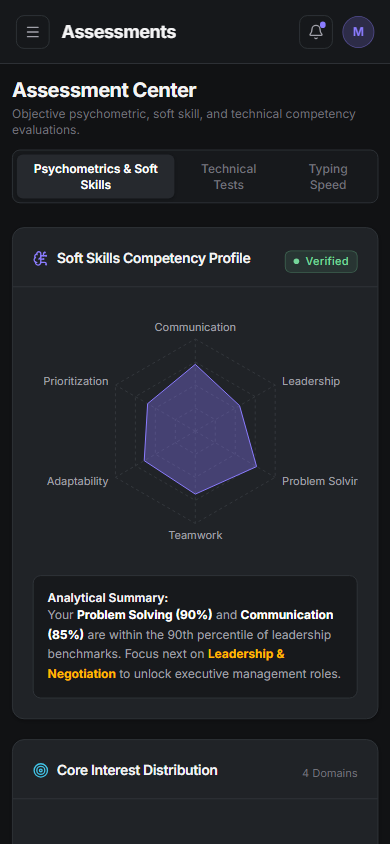 Assessments
M
Assessment Center
Objective psychometric, soft skill, and technical competency
evaluations.
Psychometrics & Soft
Skills
Technical
Tests
Typing
Speed
Soft Skills Competency Profile
Verified
Communication
Prioritization
Leadership
Adaptability
Problem Solvir
Teamwork
Analytical Summary:
Your Problem Solving (90%) and Communication
(85%) are within the 90th percentile of leadership
benchmarks. Focus next on Leadership &
Negotiation to unlock executive management roles.
Core Interest Distribution
4 Domains